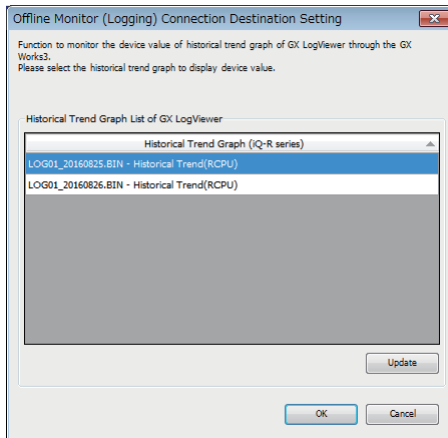 Offline Monitor (Logging) Connection Destination Setting
Function to monitor the device value of historical trend graph of GX LogViewer through the GX
Works3.
Please select the historical trend graph to display device value.
Historical Trend Graph List of GX LogViewer
Historical Trend Graph (iQ-R series)
LOG01_20160825.BIN - Historical Trend(RCPU)
LOG01_20160826.BIN - Historical Trend(RCPU)
Update
OK
Cancel